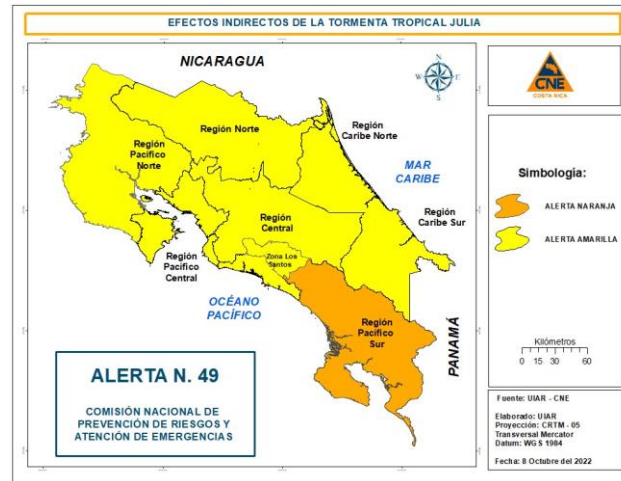 EFECTOS INDIRECTOS DE LA TORMENTA TROPICAL JULIA
NICARAGUA
N
W
E
S
CNE
COSTA RICA
Región Norte
Región
Caribe Norte
Región
Pacífico
Norte
MAR
CARIBE
Simbología:
ALERTA NARANJA
ALERTA AMARILLA
Región
Central
Región
Caribe Sur
Zona Los
Santos
Región
Pacífico
Central
OCÉANO
PACÍFICO
Región
Pacífico
Sur
PANAMÁ
Kilómetros
0 15 30 60
ALERTA N. 49
COMISIÓN NACIONAL DE
PREVENCIÓN DE RIESGOS Y
ATENCIÓN DE EMERGENCIAS
Fuente: UIAR - CNE
Elaborado: UIAR
Proyección: CRTM - 05
Transversal Mercator
Datum: WGS 1984
Fecha: 8 Octubre del 2022